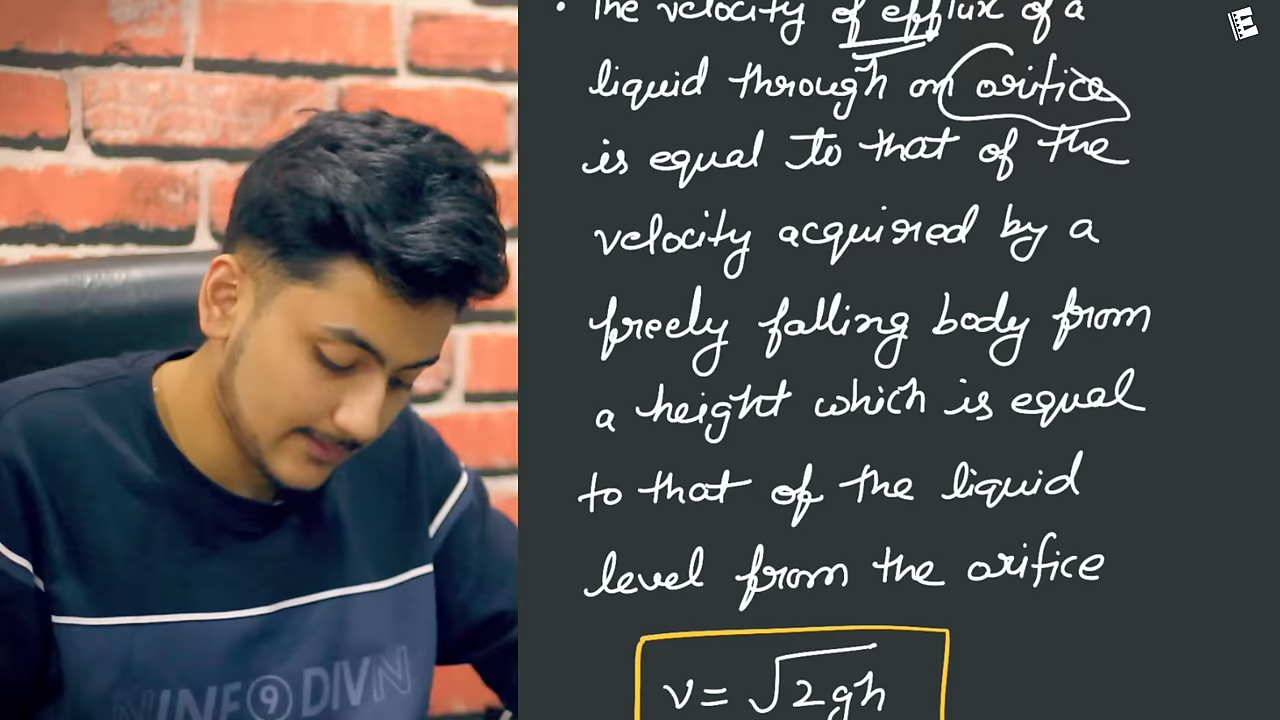 • The velocity of efflux of a
liquid through an orifice
is equal to that of the
velocity acquired by a
freely falling body from
a height which is equal
to that of the liquid
level from the orifice
v = √2gh
NINE 9 DIVN